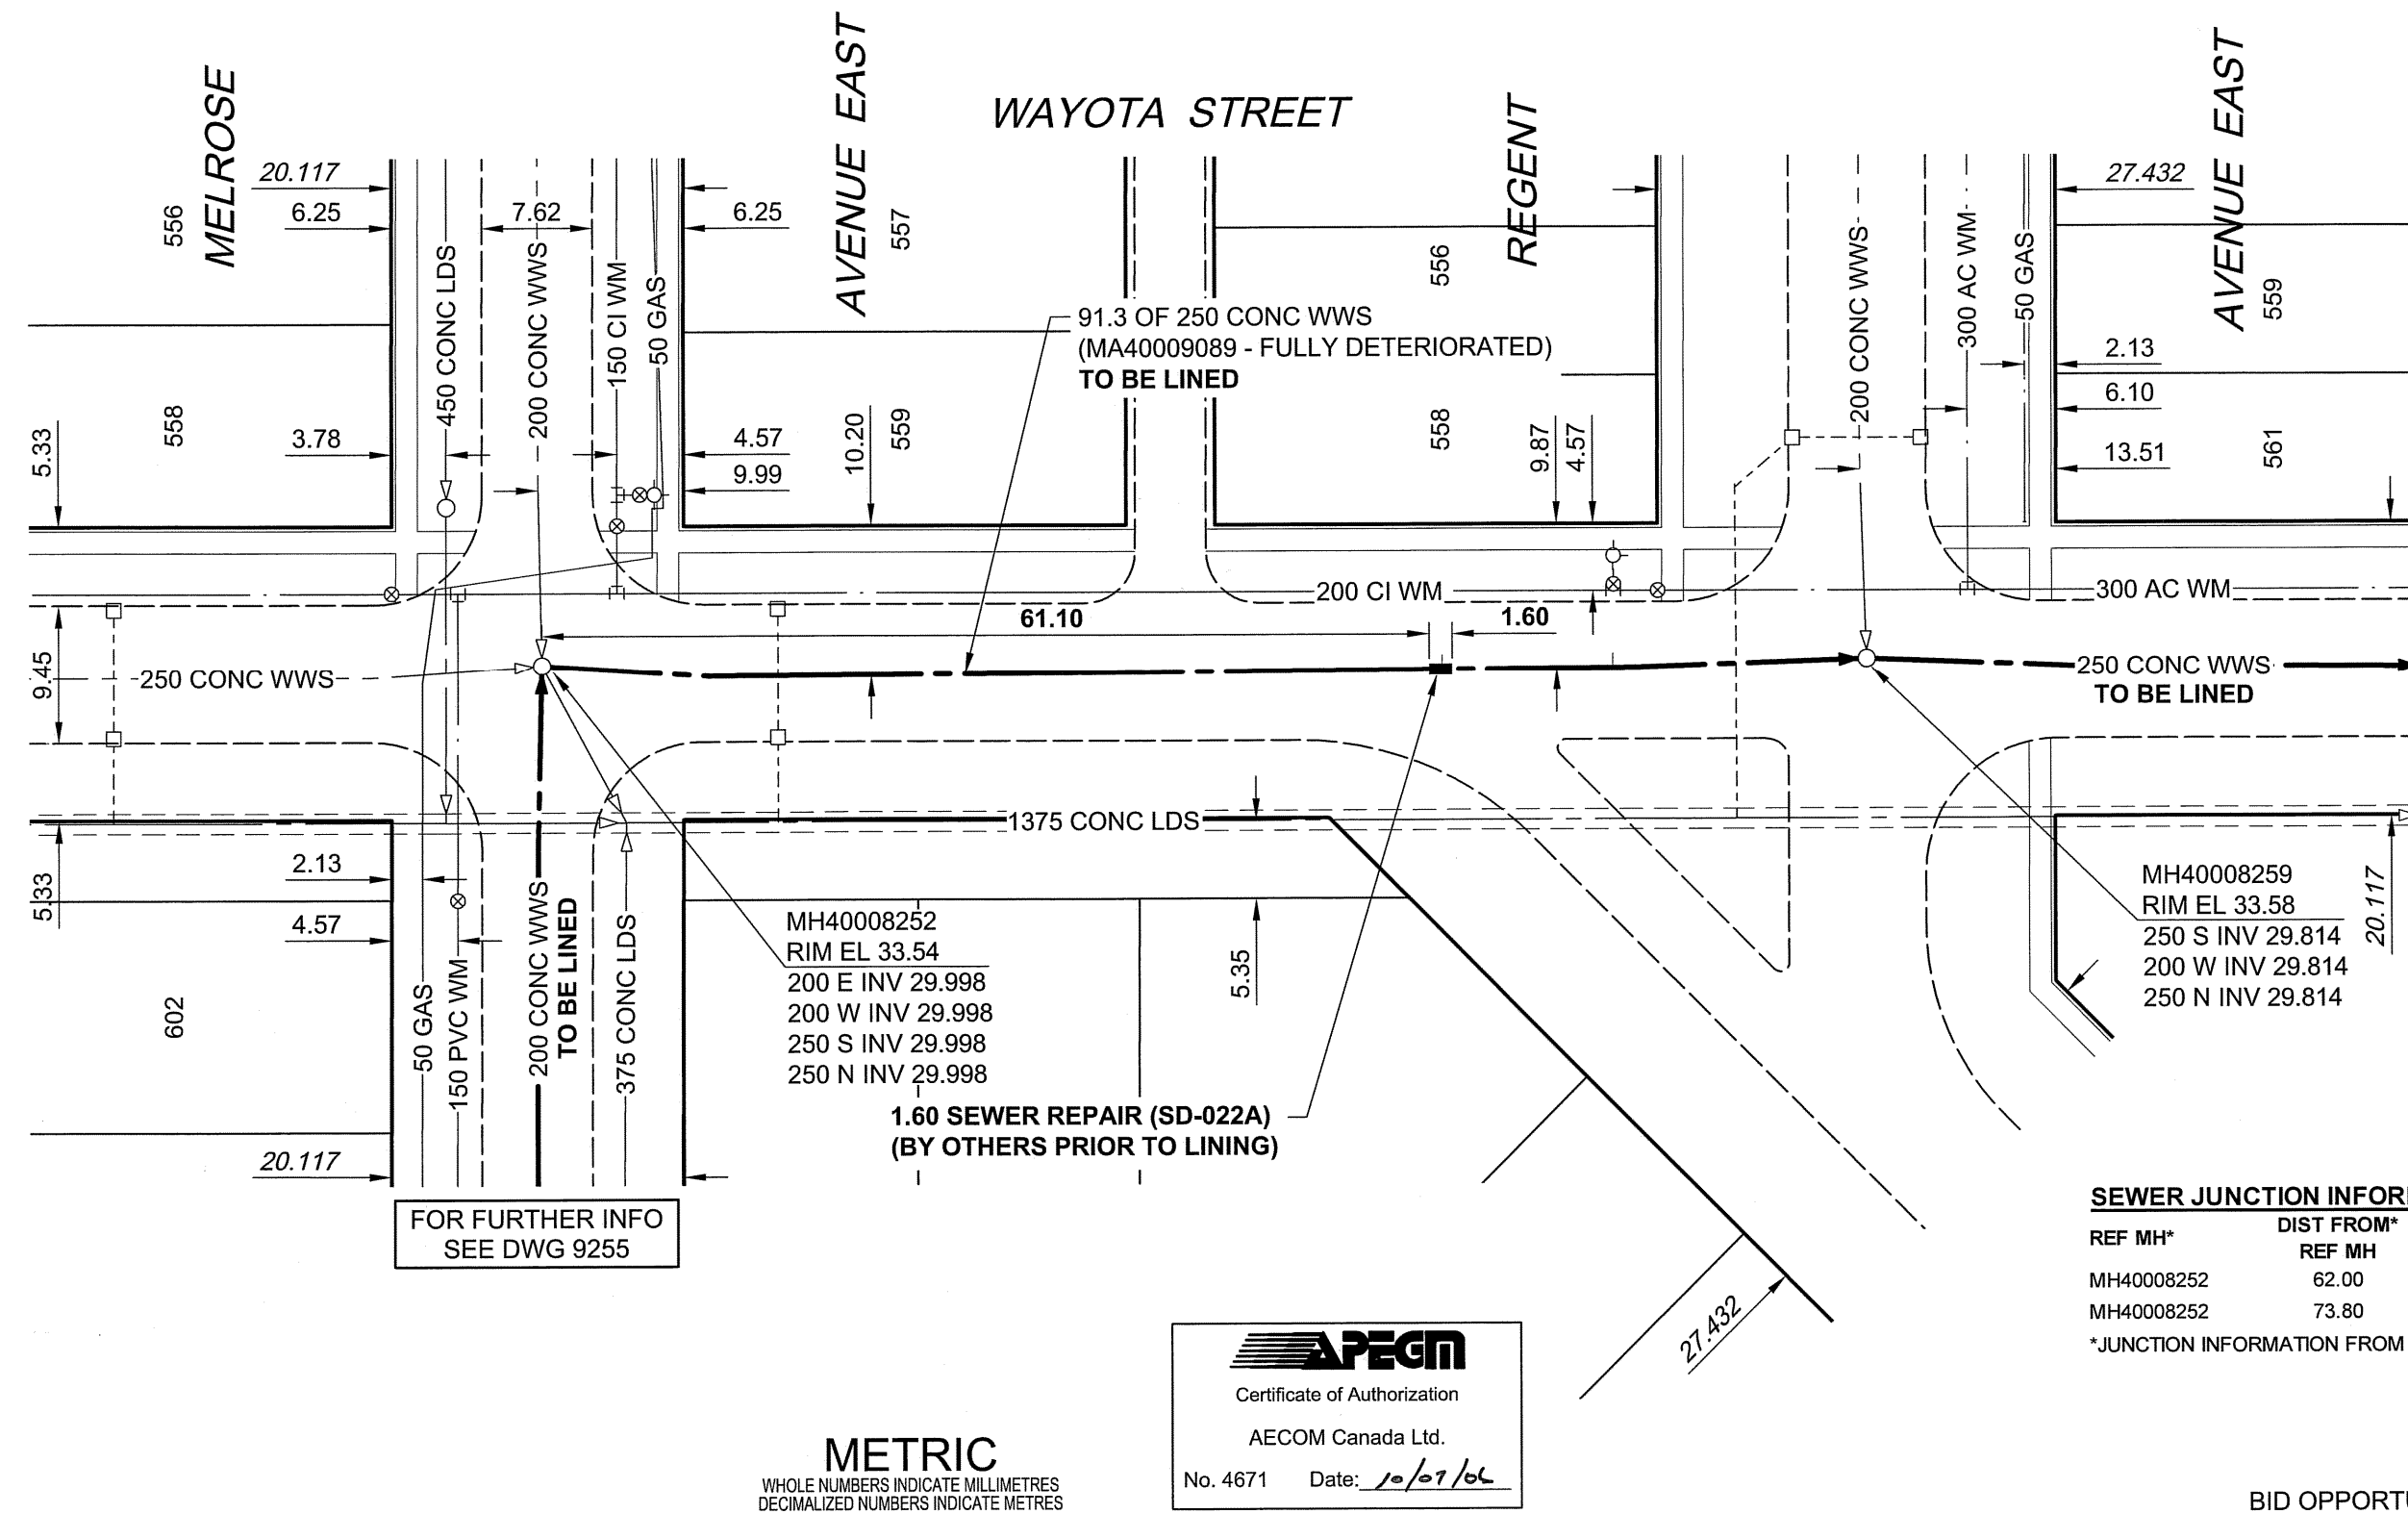 MELROSE
AVENUE EAST
WAYOTA STREET
REGENT
AVENUE EAST
20.117
6.25
7.62
6.25
27.432
556
557
556
559
450 CONC LDS
200 CONC WWS
150 CI WM
50 GAS
200 CONC WWS
300 AC WM
50 GAS
91.3 OF 250 CONC WWS
(MA40009089 - FULLY DETERIORATED)
TO BE LINED
2.13
6.10
13.51
5.33
558
3.78
4.57
9.99
10.20
559
558
9.87
4.57
561
200 CI WM
300 AC WM
61.10
1.60
9.45
250 CONC WWS
250 CONC WWS
TO BE LINED
1375 CONC LDS
5.33
2.13
4.57
602
50 GAS
150 PVC WM
200 CONC WWS
TO BE LINED
375 CONC LDS
MH40008252
RIM EL 33.54
200 E INV 29.998
200 W INV 29.998
250 S INV 29.998
250 N INV 29.998
5.35
MH40008259
RIM EL 33.58
250 S INV 29.814
200 W INV 29.814
250 N INV 29.814
20.117
1.60 SEWER REPAIR (SD-022A)
(BY OTHERS PRIOR TO LINING)
20.117
FOR FURTHER INFO
SEE DWG 9255
27.432
SEWER JUNCTION INFOR
REF MH*
DIST FROM*
REF MH
MH40008252 62.00
MH40008252 73.80
*JUNCTION INFORMATION FROM
APEGM
Certificate of Authorization
AECOM Canada Ltd.
No. 4671 Date:
METRIC
WHOLE NUMBERS INDICATE MILLIMETRES
DECIMALIZED NUMBERS INDICATE METRES
BID OPPORT